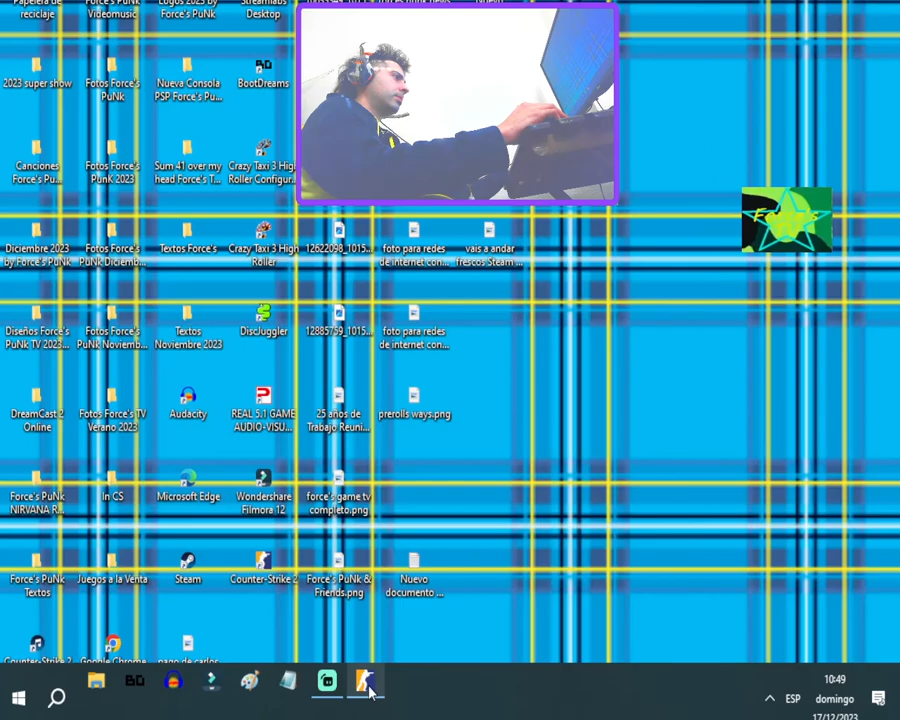 Papelera de
reciclaje
Force's PuNk
Videomusic
Logos 2023 by
Force's PuNk
Streamlabs
Desktop
Nuevo
2023 super show
Fotos Force's
PuNk
Nueva Consola
PSP Force's Pu...
BootDreams
Canciones
Force's Pu...
Fotos Force's
PunK 2023
Sum 41 over my
head Force's T...
Crazy Taxi 3 High
Roller Configur...
Diciembre 2023
by Force's PuNk
Fotos Force's
PuNk Diciemb...
Textos Force's
Crazy Taxi 3 High
Roller
12622098_1015...
foto para redes
de internet con...
vais a andar
frescos Steam ...
Diseños Force's
PuNk TV 2023...
Fotos Force's
PuNk Noviemb...
Textos
Noviembre 2023
DiscJuggler
12885759_1015...
foto para redes
de internet con...
DreamCast 2
Online
Fotos Force's TV
Verano 2023
Audacity
REAL 5.1 GAME
AUDIO-VISU...
25 años de
Trabajo Reuni...
prerolls ways.png
Force's PuNk
NIRVANA R...
In CS
Microsoft Edge
Wondershare
Filmora 12
force's game tv
completo.png
Force's PuNk
Textos
Juegos a la Venta
Steam
Counter-Strike 2
Force's PuNk &
Friends.png
Nuevo
documento ...
Counter-Strike 2
Google Chrome
pago de carlos
BD
10:49
ESP
domingo
17/12/2023